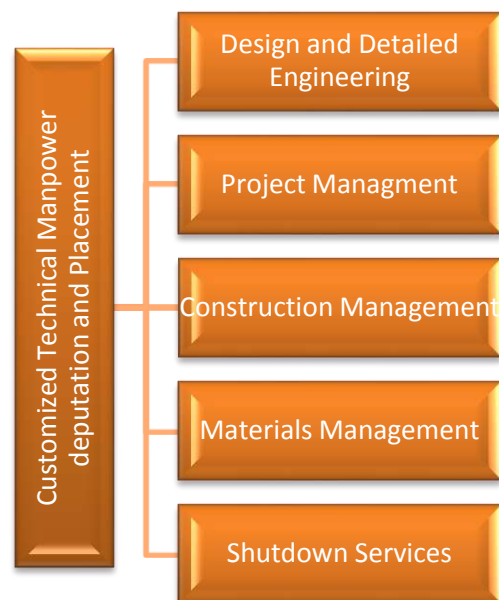 Customized Technical Manpower
deputation and Placement
Design and Detailed
Engineering
Project Managment
Construction Management
Materials Management
Shutdown Services